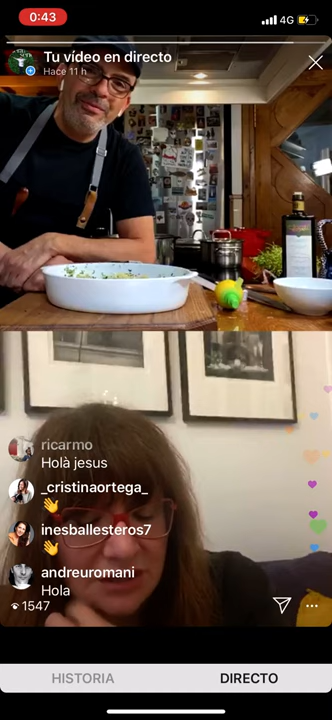 0:43
4G
Tu vídeo en directo
Hace 11 h
ricarmo
Holà jesus
_cristinaortega_
👋
inesballesteros7
👋
andreuromani
Hola
1547
HISTORIA
DIRECTO